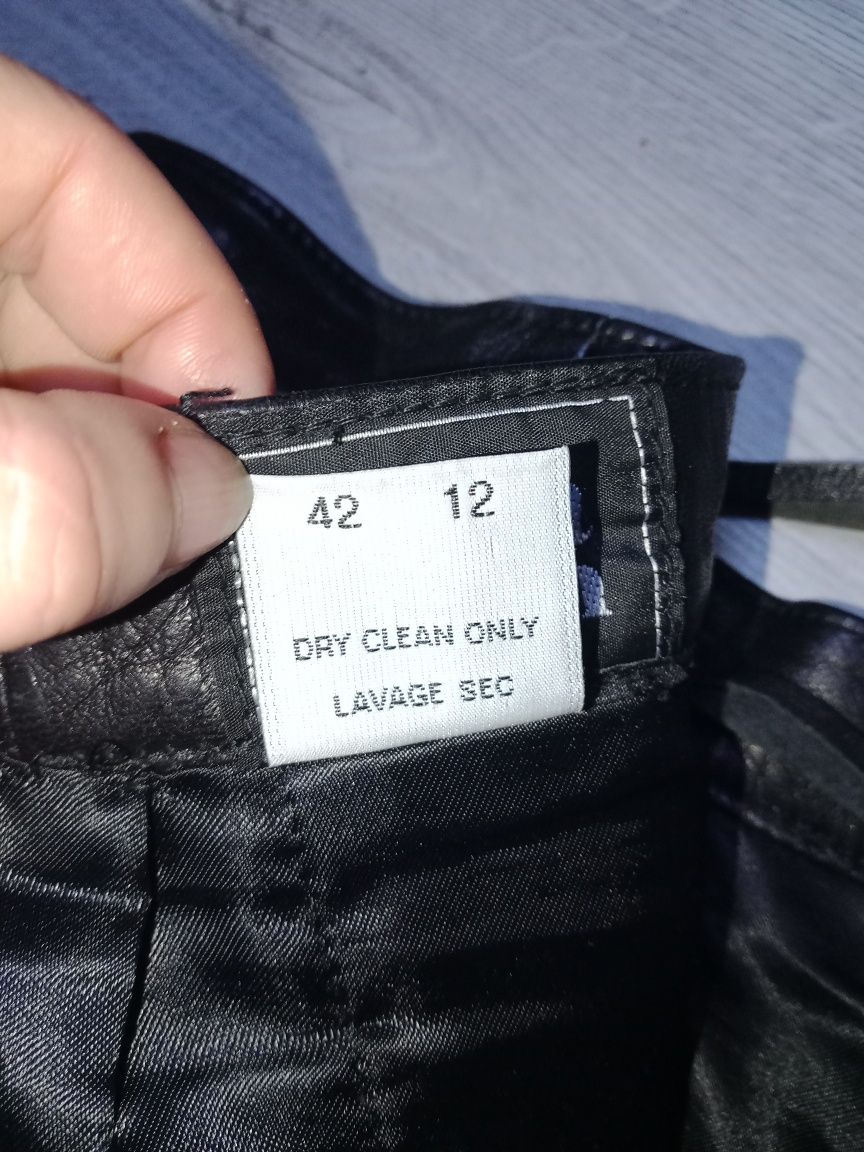 42 12
DRY CLEAN ONLY
LAVAGE SEC